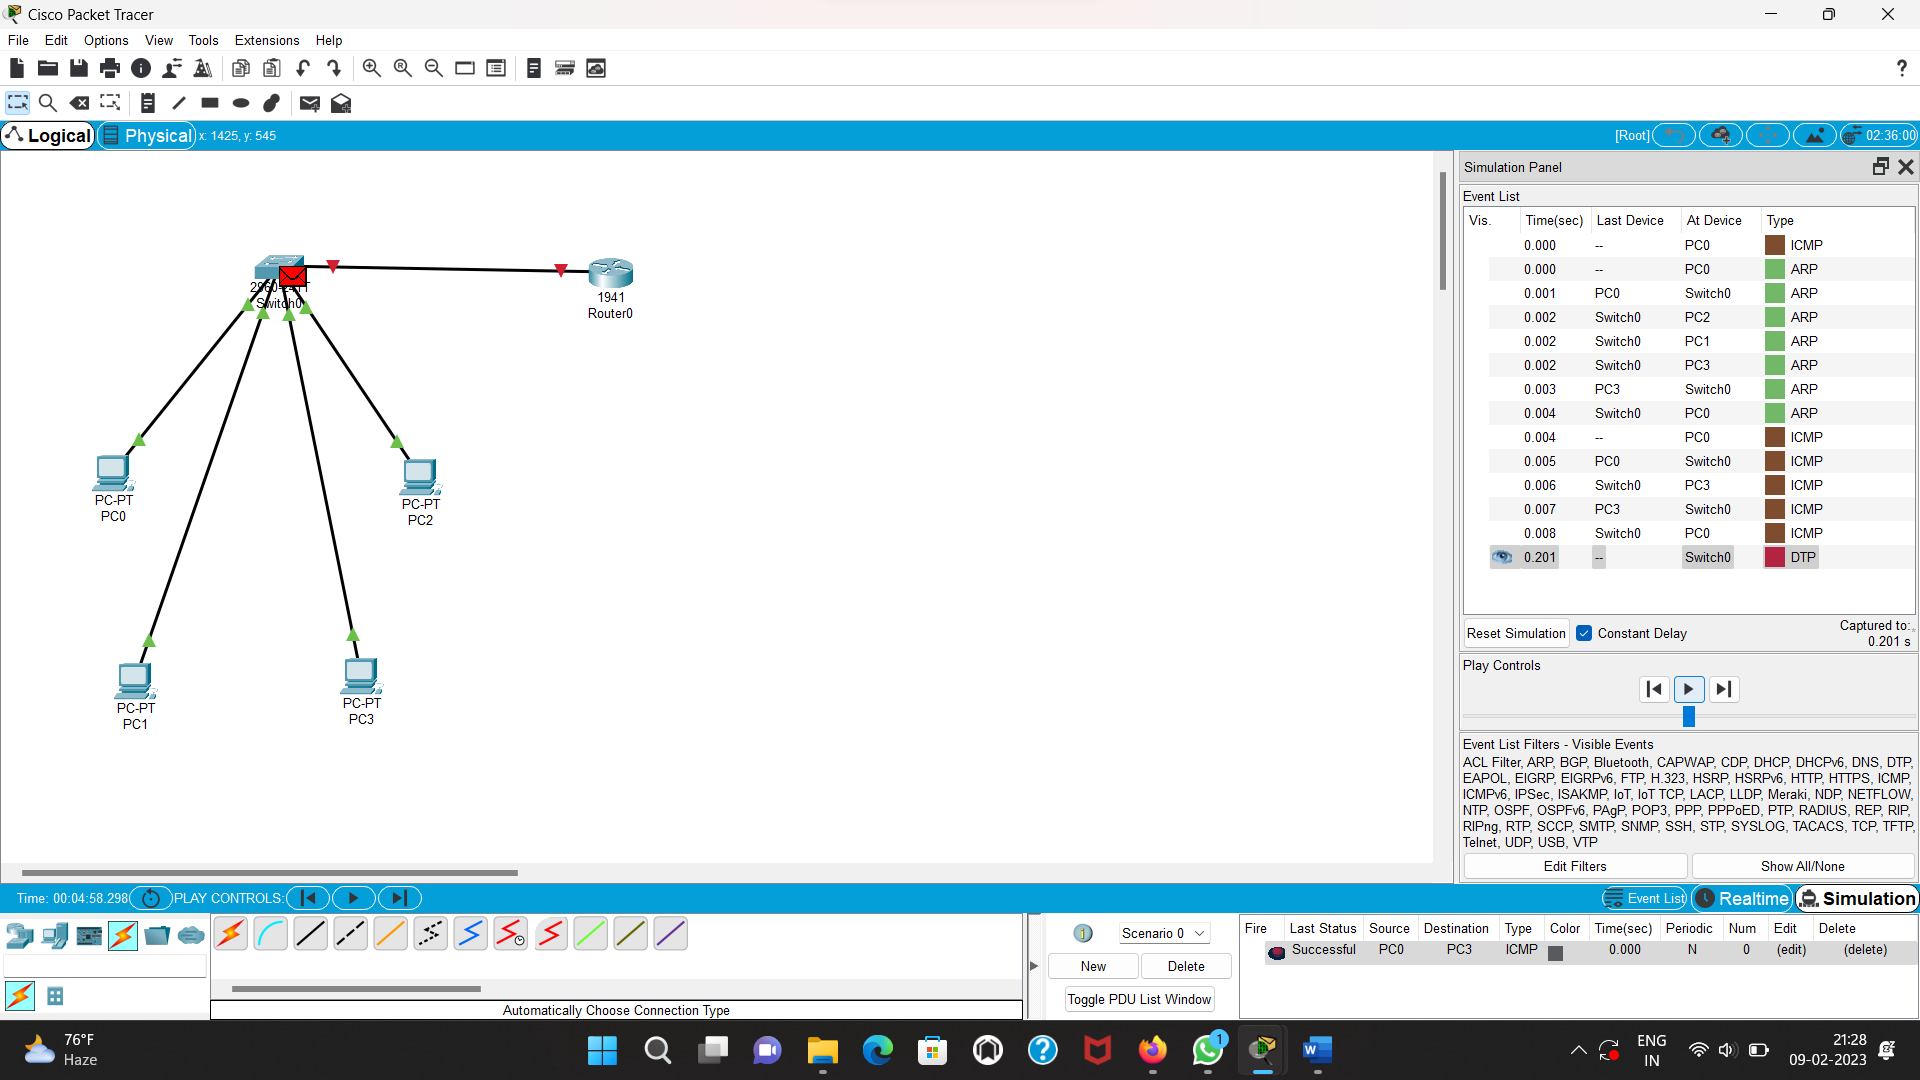 Cisco Packet Tracer
File Edit Options View Tools Extensions Help
?
Logical Physical x: 1425, y: 545 [Root] 02:36:00
Simulation Panel
Event List
Vis. Time(sec) Last Device At Device Type
0.000 -- PC0 ICMP
0.000 -- PC0 ARP
0.001 PC0 Switch0 ARP
0.002 Switch0 PC2 ARP
0.002 Switch0 PC1 ARP
0.002 Switch0 PC3 ARP
0.003 PC3 Switch0 ARP
0.004 Switch0 PC0 ARP
0.004 -- PC0 ICMP
0.005 PC0 Switch0 ICMP
0.006 Switch0 PC3 ICMP
0.007 PC3 Switch0 ICMP
0.008 Switch0 PC0 ICMP
0.201 -- Switch0 DTP
Reset Simulation Constant Delay Captured to:
0.201 s
Play Controls
Event List Filters - Visible Events
ACL Filter, ARP, BGP, Bluetooth, CAPWAP, CDP, DHCP, DHCPv6, DNS, DTP,
EAPOL, EIGRP, EIGRPv6, FTP, H.323, HSRP, HSRPv6, HTTP, HTTPS, ICMP,
ICMPv6, IPSec, ISAKMP, IoT, IoT TCP, LACP, LLDP, Meraki, NDP, NETFLOW,
NTP, OSPF, OSPFv6, PAgP, POP3, PPP, PPPoED, PTP, RADIUS, REP, RIP,
RIPng, RTP, SCCP, SMTP, SNMP, SSH, STP, SYSLOG, TACACS, TCP, TFTP,
Telnet, UDP, USB, VTP
Edit Filters Show All/None
Switch0
1941
Router0
PC-PT
PC0
PC-PT
PC2
PC-PT
PC1
PC-PT
PC3
Time: 00:04:58.298 PLAY CONTROLS: Event List Realtime Simulation
Automatically Choose Connection Type
1 Scenario 0
New Delete
Toggle PDU List Window
Fire Last Status Source Destination Type Color Time(sec) Periodic Num Edit Delete
Successful PC0 PC3 ICMP 0.000 N 0 (edit) (delete)
76°F
Haze
1
W
ENG
IN
21:28
09-02-2023